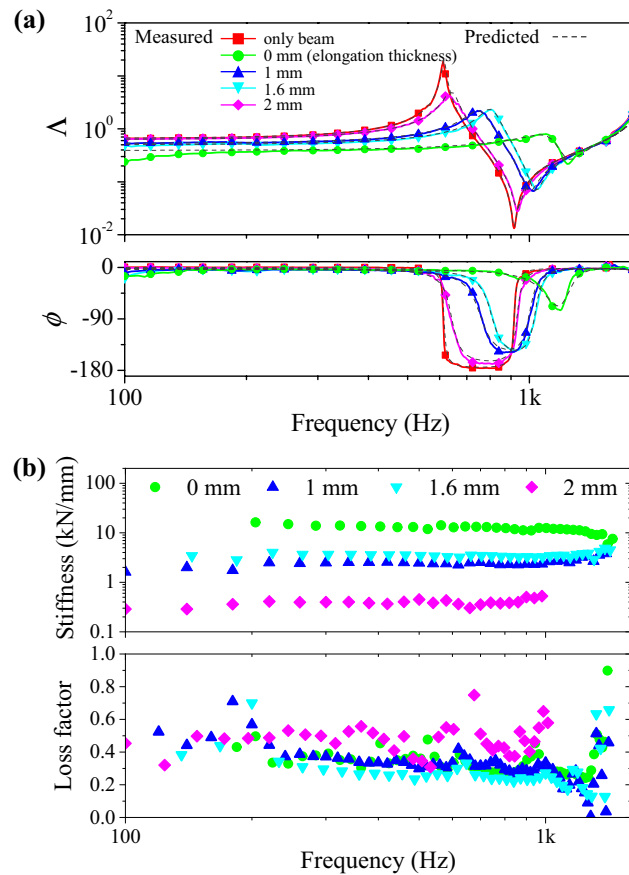 (a)
Measured
only beam
0 mm (elongation thickness)
1 mm
1.6 mm
2 mm
Predicted
10²
10⁰
10⁻²
Λ
0
-90
-180
ϕ
100 1k
Frequency (Hz)
(b)
0 mm 1 mm 1.6 mm 2 mm
100
10
1
0.1
Stiffness (kN/mm)
1.0
0.8
0.6
0.4
0.2
0.0
Loss factor
100 1k
Frequency (Hz)